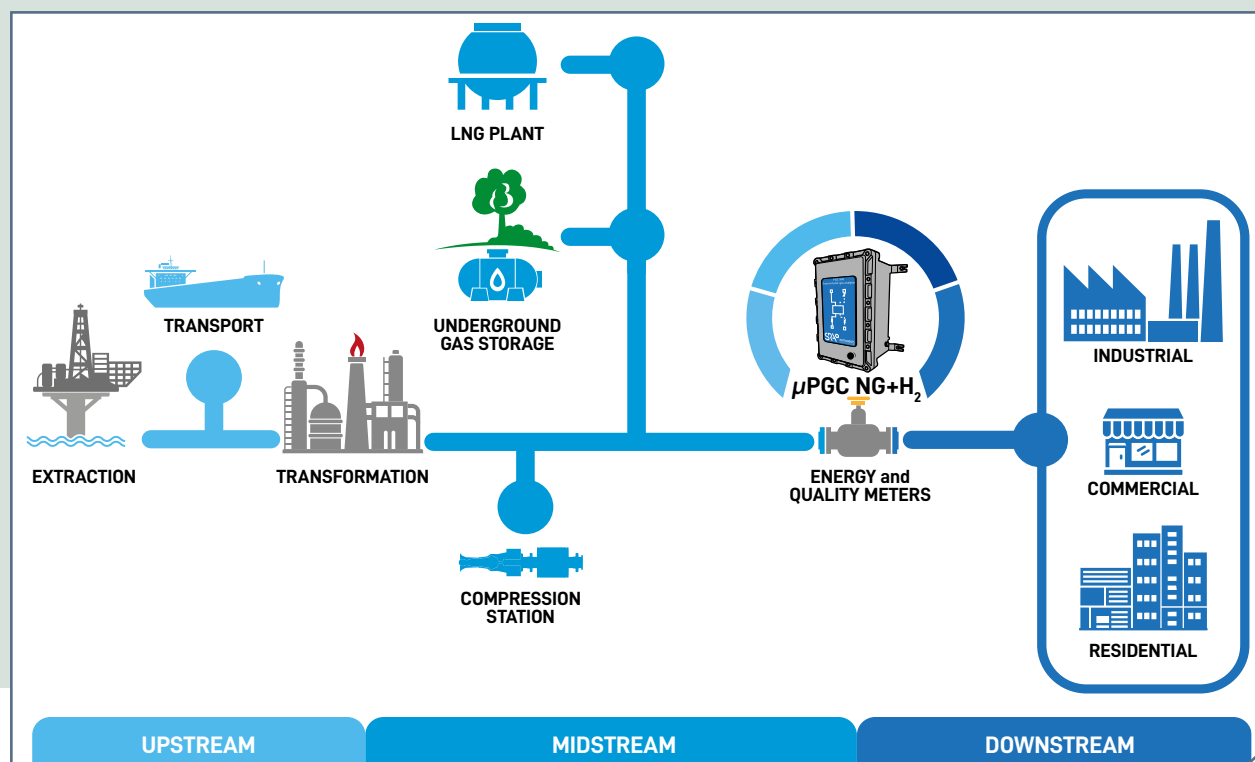 LNG PLANT
UNDERGROUND
GAS STORAGE
TRANSPORT
EXTRACTION
TRANSFORMATION
COMPRESSION
STATION
µPGC NG+H₂
ENERGY and
QUALITY METERS
INDUSTRIAL
COMMERCIAL
RESIDENTIAL
UPSTREAM
MIDSTREAM
DOWNSTREAM